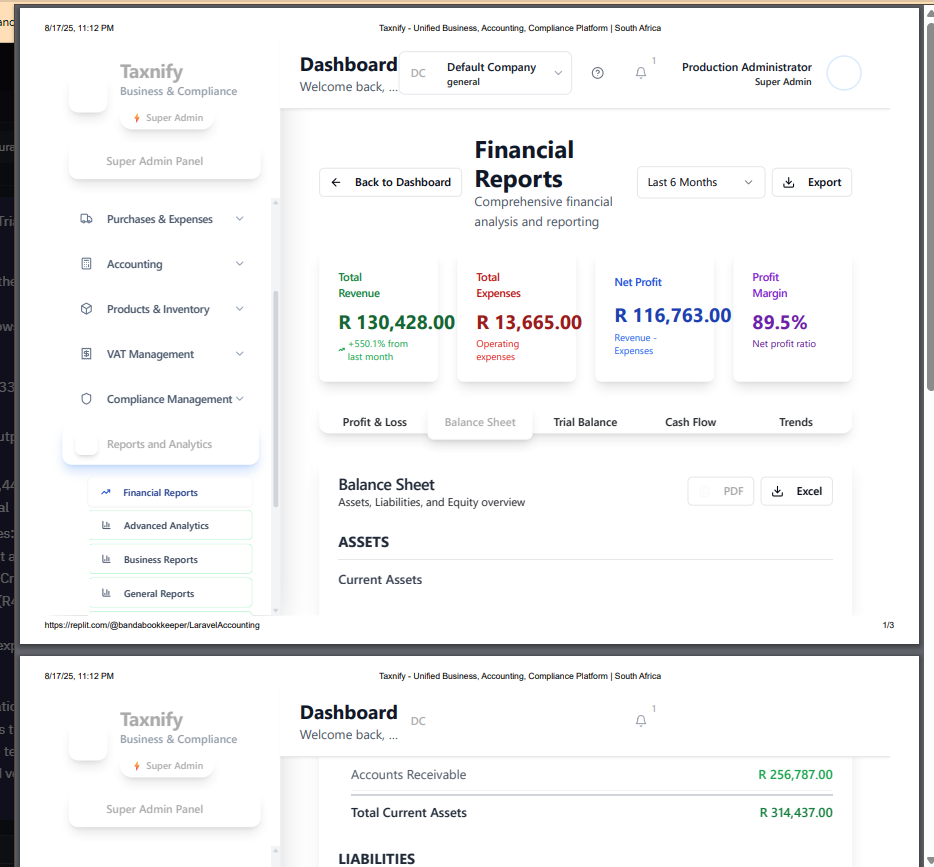 8/17/25, 11:12 PM
Taxnify - Unified Business, Accounting, Compliance Platform | South Africa
Taxnify
Business & Compliance
Super Admin
Super Admin Panel
Purchases & Expenses
Accounting
Products & Inventory
VAT Management
Compliance Management
Reports and Analytics
Financial Reports
Advanced Analytics
Business Reports
General Reports
Dashboard
Welcome back, ...
DC
Default Company
general
1
Production Administrator
Super Admin
Back to Dashboard
Financial
Reports
Comprehensive financial
analysis and reporting
Last 6 Months
Export
Total
Revenue
R 130,428.00
+550.1% from
last month
Total
Expenses
R 13,665.00
Operating
expenses
Net Profit
R 116,763.00
Revenue -
Expenses
Profit
Margin
89.5%
Net profit ratio
Profit & Loss
Balance Sheet
Trial Balance
Cash Flow
Trends
Balance Sheet
Assets, Liabilities, and Equity overview
PDF
Excel
ASSETS
Current Assets
https://replit.com/@bandabookkeeper/LaravelAccounting
1/3
8/17/25, 11:12 PM
Taxnify - Unified Business, Accounting, Compliance Platform | South Africa
Taxnify
Business & Compliance
Super Admin
Super Admin Panel
Dashboard
Welcome back, ...
DC
1
Accounts Receivable
R 256,787.00
Total Current Assets
R 314,437.00
LIABILITIES